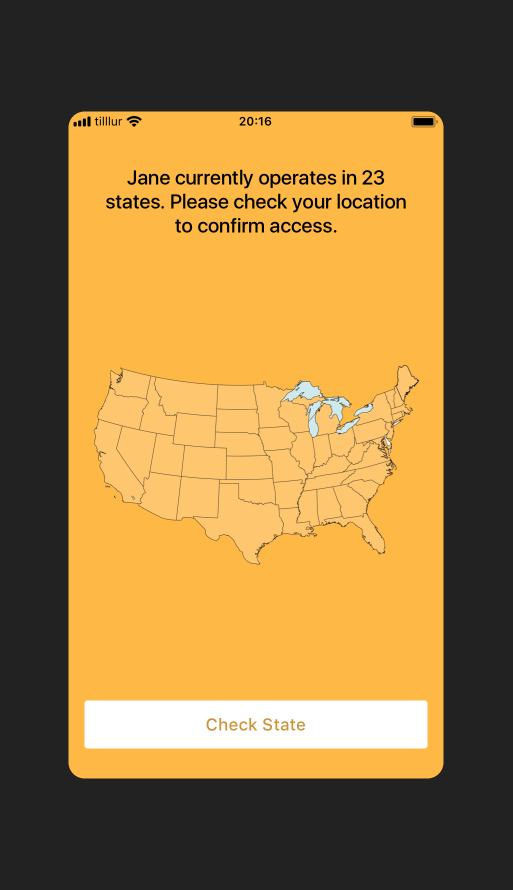 tilllur
20:16
Jane currently operates in 23
states. Please check your location
to confirm access.
Check State